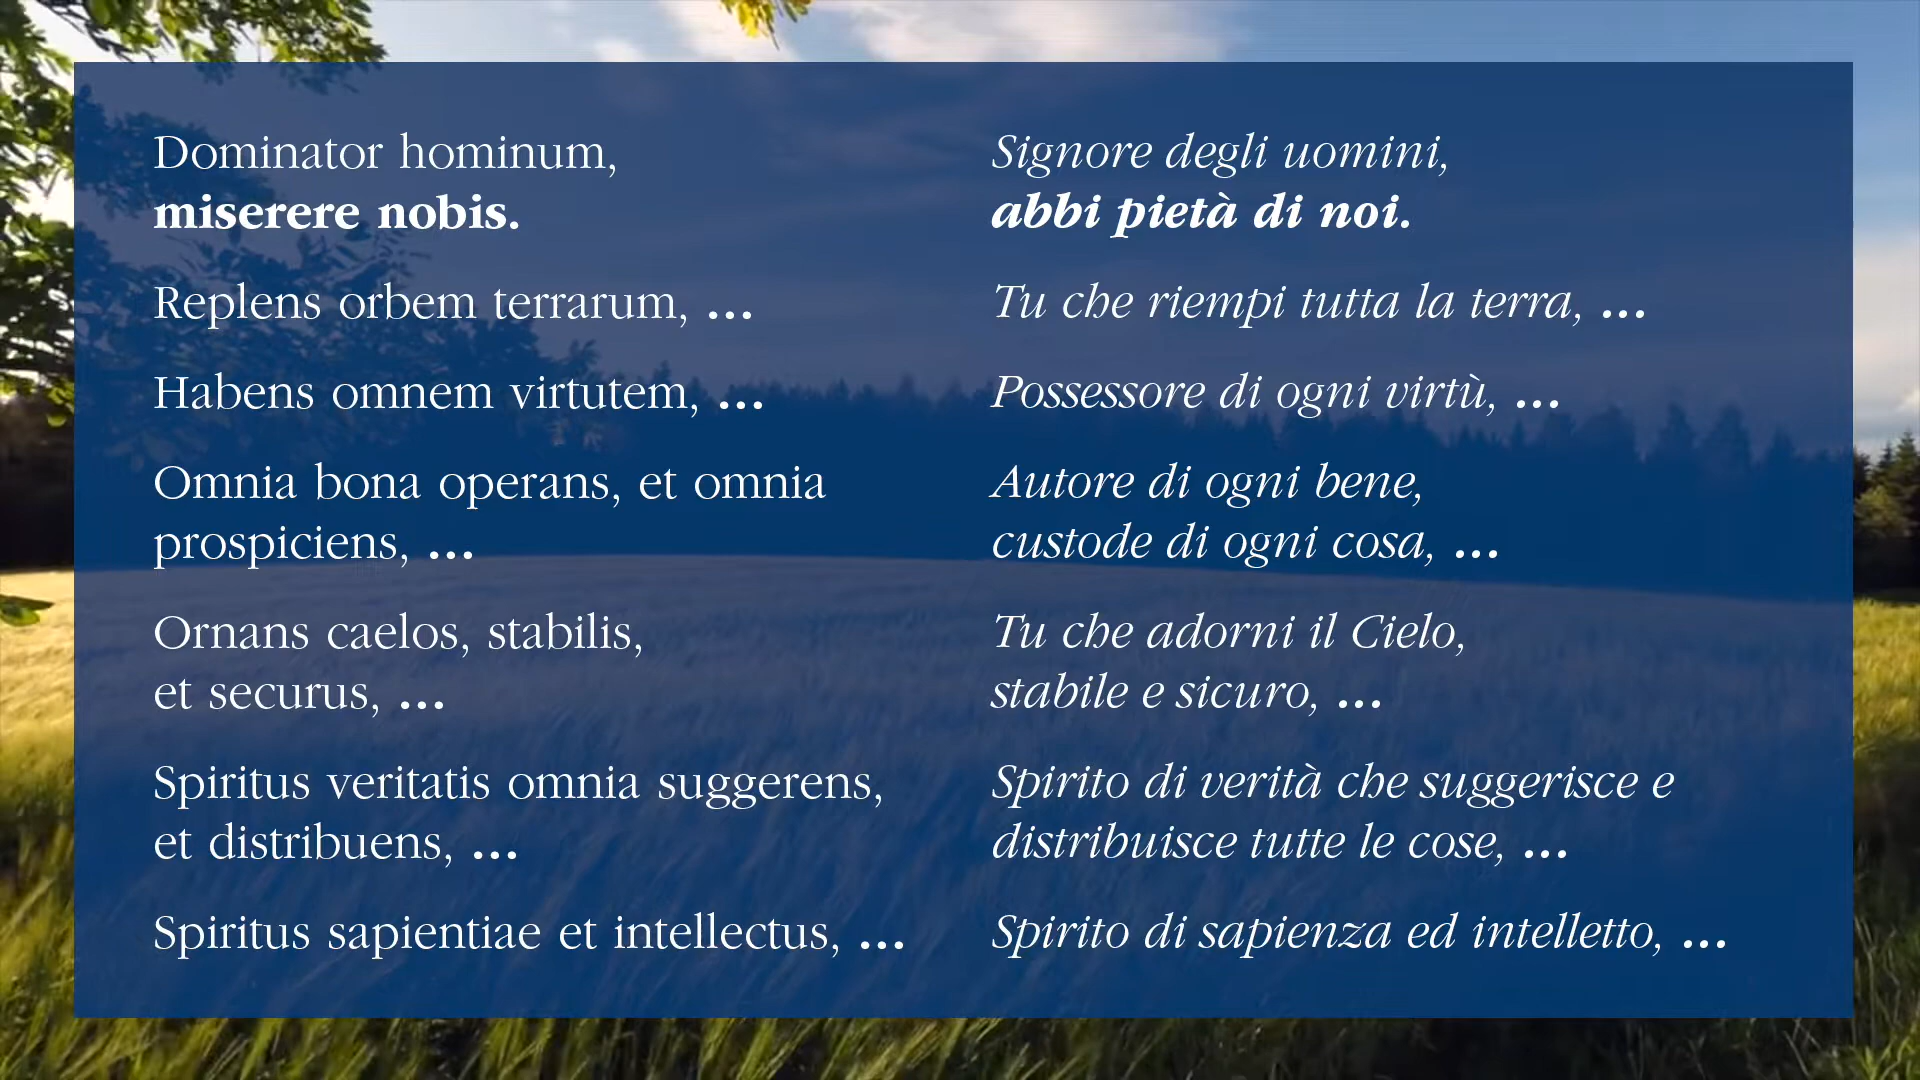 Dominator hominum,
miserere nobis.
Replens orbem terrarum, ...
Habens omnem virtutem, ...
Omnia bona operans, et omnia
prospiciens, ...
Ornans caelos, stabilis,
et securus, ...
Spiritus veritatis omnia suggerens,
et distribuens, ...
Spiritus sapientiae et intellectus, ...
Signore degli uomini,
abbi pietà di noi.
Tu che riempi tutta la terra, ...
Possessore di ogni virtù, ...
Autore di ogni bene,
custode di ogni cosa, ...
Tu che adorni il Cielo,
stabile e sicuro, ...
Spirito di verità che suggerisce e
distribuisce tutte le cose, ...
Spirito di sapienza ed intelletto, ...